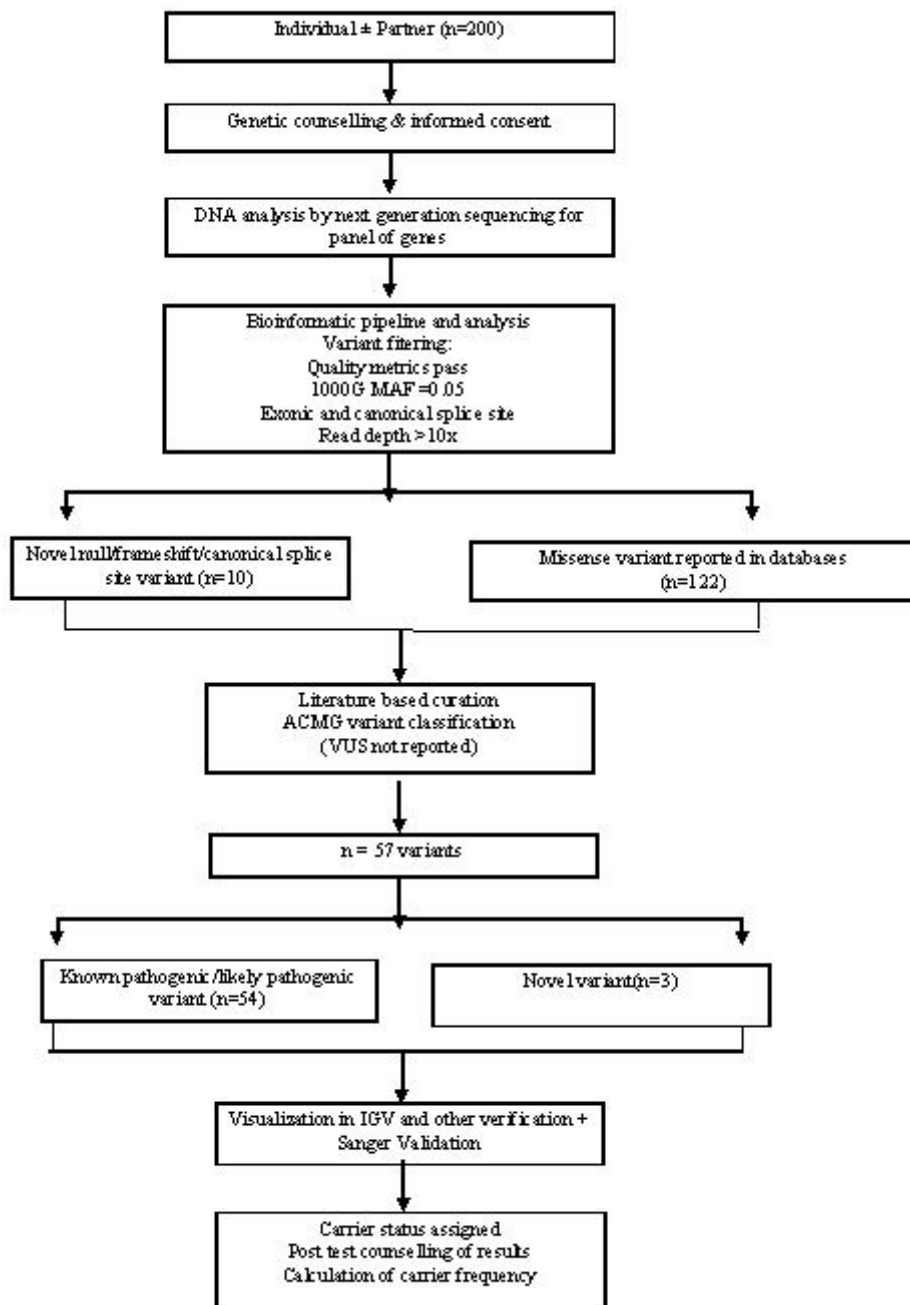 Individual ± Partner (n=200)
Genetic counselling & informed consent
DNA analysis by next generation sequencing for
panel of genes
Bioinformatic pipeline and analysis
Variant fitering:
Quality metrics pass
1000G MAF =0.05
Exonic and canonical splice site
Read depth >10x
Novel null/frameshift/canonical splice
site variant (n=10)
Missense variant reported in databases
(n=122)
Literature based curation
ACMG variant classification
(VUS not reported)
n = 57 variants
Known pathogenic/likely pathogenic
variant (n=54)
Novel variant(n=3)
Visualization in IGV and other verification +
Sanger Validation
Carrier status assigned
Post test counselling of results
Calculation of carrier frequency